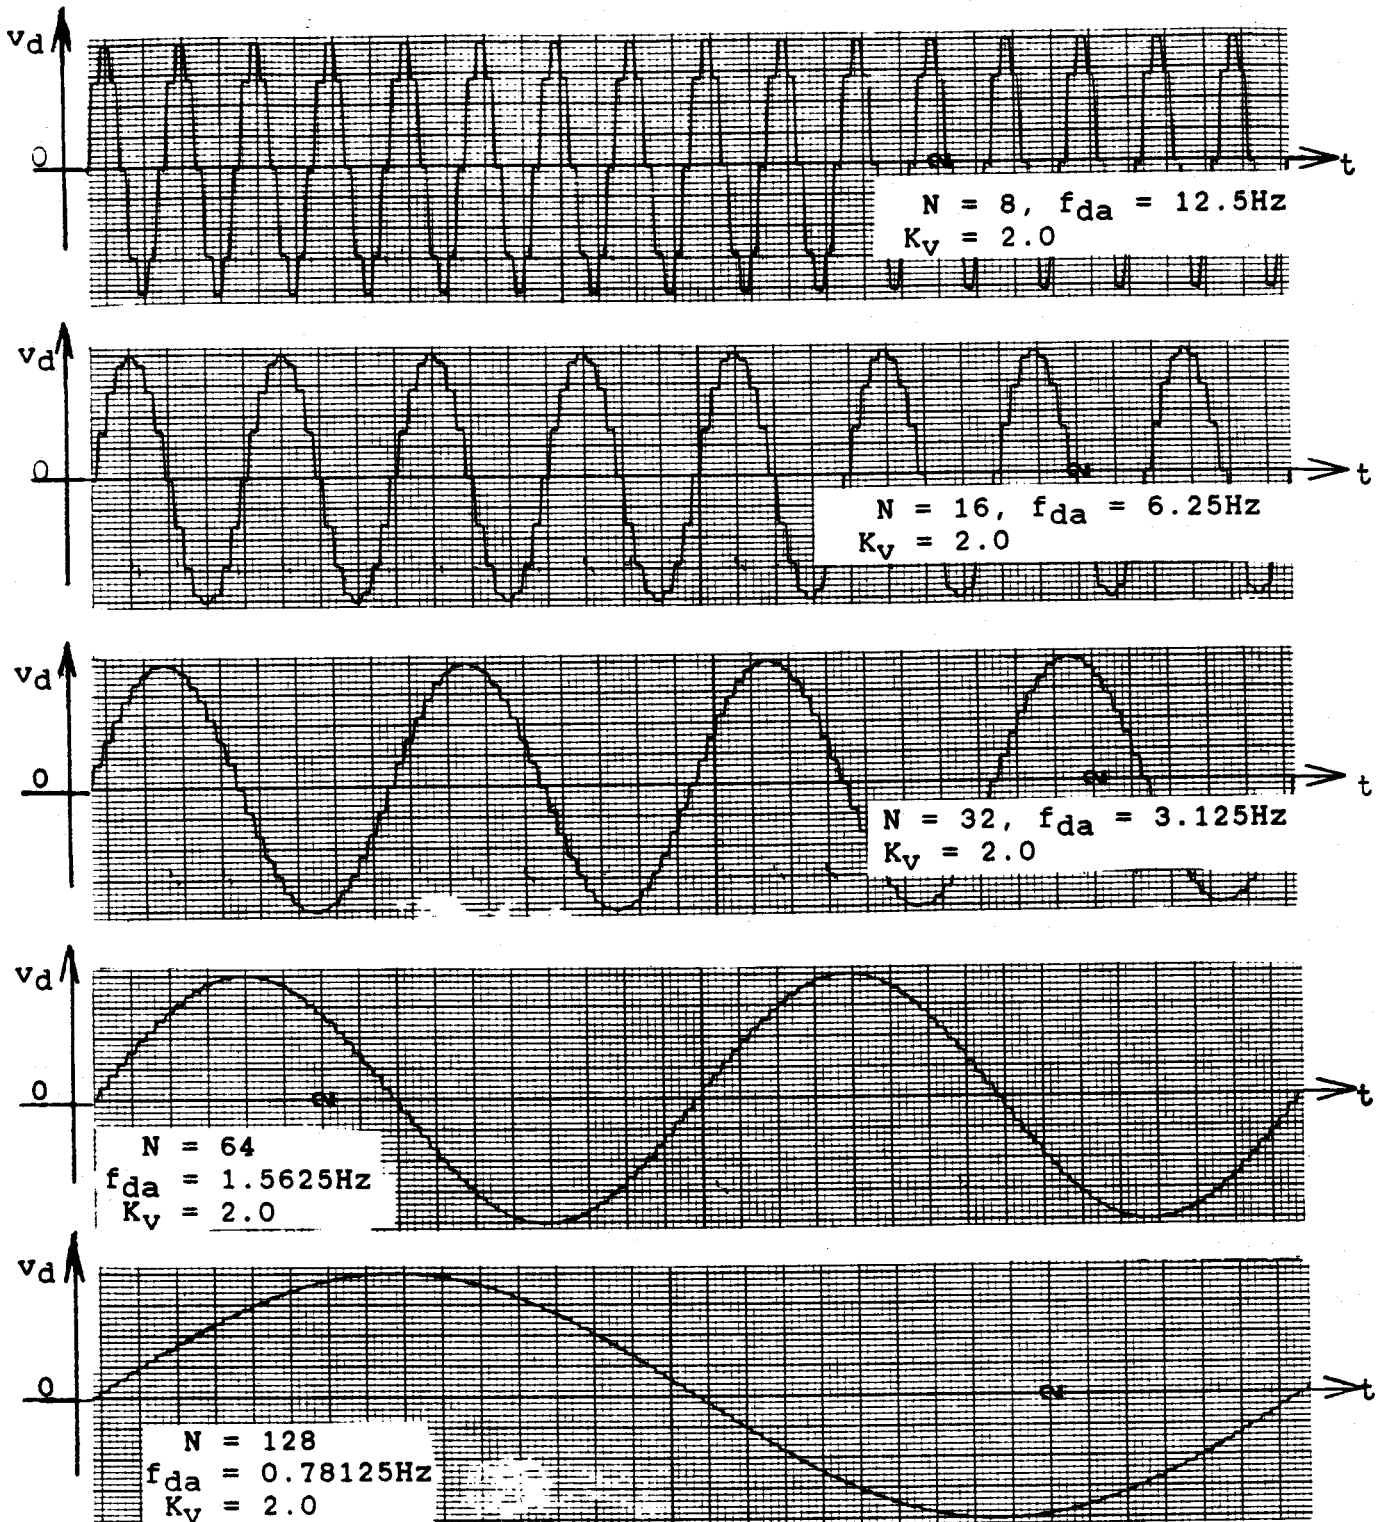 vd
0
t
N = 8, fda = 12.5Hz
Kv = 2.0
vd
0
t
N = 16, fda = 6.25Hz
Kv = 2.0
vd
0
t
N = 32, fda = 3.125Hz
Kv = 2.0
vd
0
t
N = 64
fda = 1.5625Hz
Kv = 2.0
vd
0
t
N = 128
fda = 0.78125Hz
Kv = 2.0